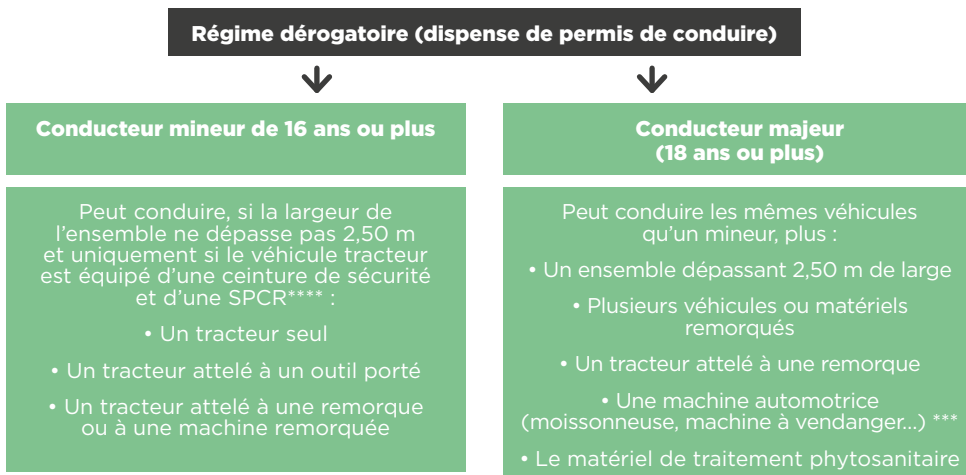 Régime dérogatoire (dispense de permis de conduire)
Conducteur mineur de 16 ans ou plus
Peut conduire, si la largeur de
l'ensemble ne dépasse pas 2,50 m
et uniquement si le véhicule tracteur
est équipé d'une ceinture de sécurité
et d'une SPCR**** :
• Un tracteur seul
• Un tracteur attelé à un outil porté
• Un tracteur attelé à une remorque
ou à une machine remorquée
Conducteur majeur
(18 ans ou plus)
Peut conduire les mêmes véhicules
qu'un mineur, plus :
• Un ensemble dépassant 2,50 m de large
• Plusieurs véhicules ou matériels
remorqués
• Un tracteur attelé à une remorque
• Une machine automotrice
(moissonneuse, machine à vendanger...) ***
• Le matériel de traitement phytosanitaire